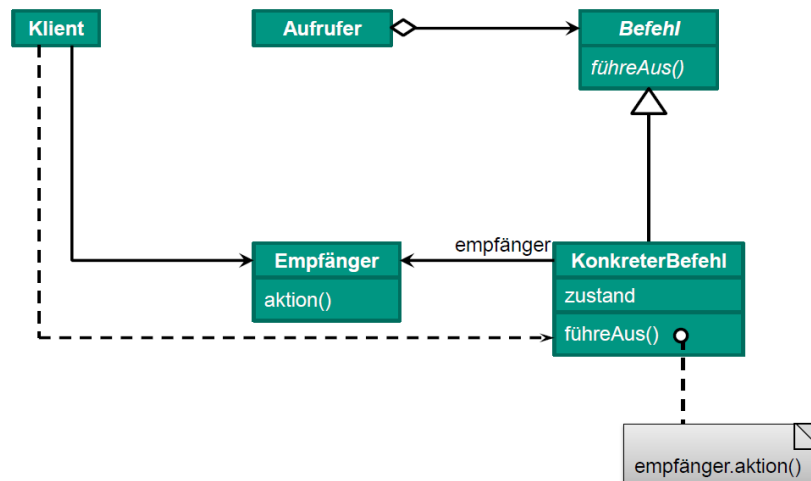 Klient
Aufrufer
Befehl
führeAus()
Empfänger
aktion()
empfänger
KonkreterBefehl
zustand
führeAus()
empfänger.aktion()